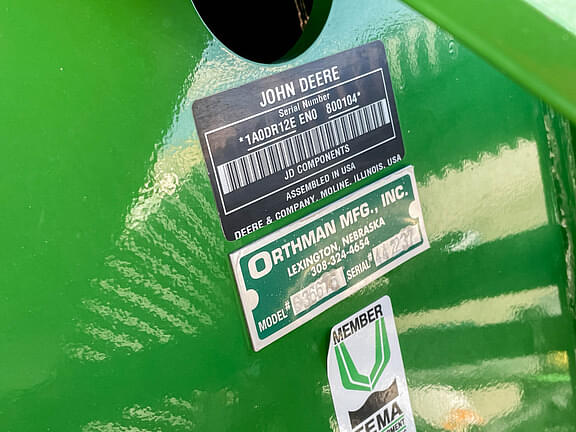 JOHN DEERE
Serial Number
*1A0DR12E EN0 800104*
JD COMPONENTS
ASSEMBLED IN USA
DEERE & COMPANY, MOLINE, ILLINOIS, USA
ORTHMAN MFG., INC.
LEXINGTON, NEBRASKA
308-324-4654
MODEL# SERIAL#
MEMBER
FEMA